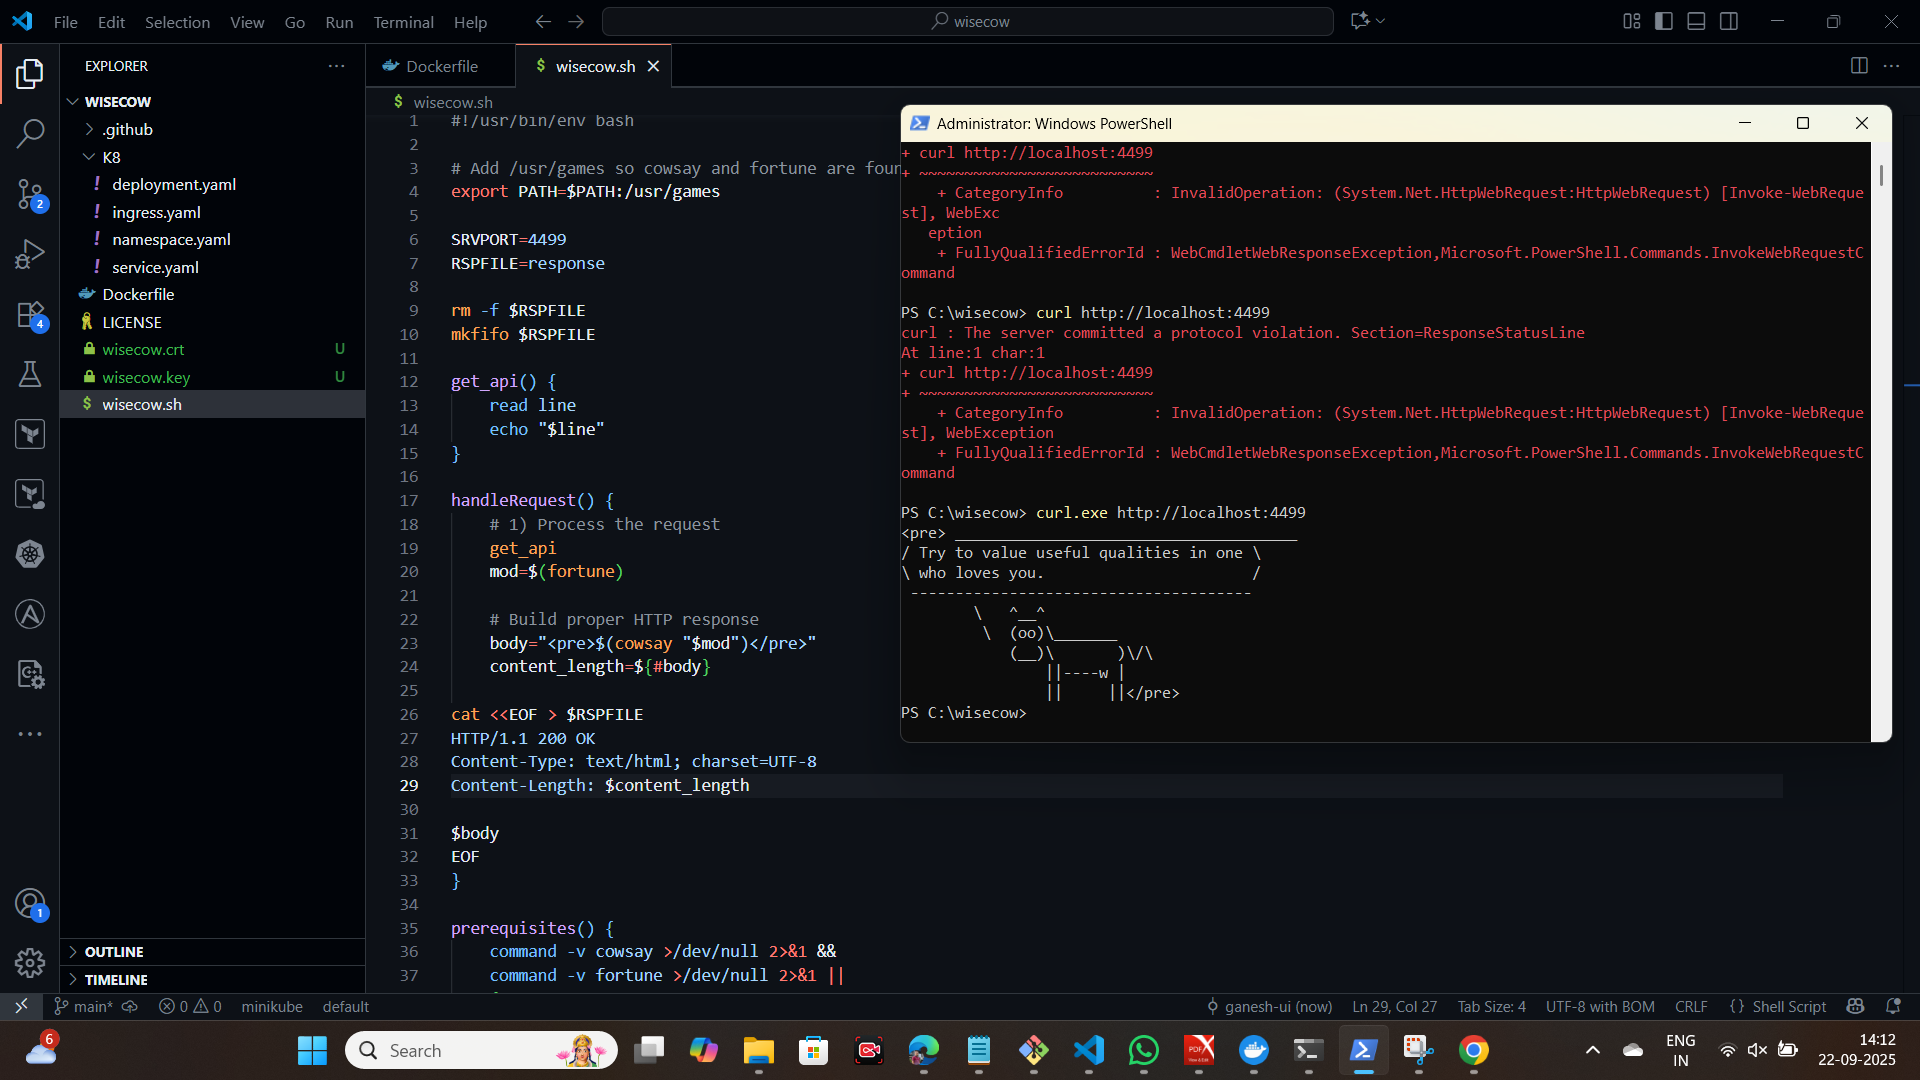 File Edit Selection View Go Run Terminal Help
wisecow
EXPLORER
WISECOW
.github
K8
! deployment.yaml
! ingress.yaml
! namespace.yaml
! service.yaml
Dockerfile
LICENSE
wisecow.crt U
wisecow.key U
$ wisecow.sh
OUTLINE
TIMELINE
2
4
1
Dockerfile
$ wisecow.sh
$ wisecow.sh
1 #!/usr/bin/env bash
2
3 # Add /usr/games so cowsay and fortune are foun
4 export PATH=$PATH:/usr/games
5
6 SRVPORT=4499
7 RSPFILE=response
8
9 rm -f $RSPFILE
10 mkfifo $RSPFILE
11
12 get_api() {
13     read line
14     echo "$line"
15 }
16
17 handleRequest() {
18     # 1) Process the request
19     get_api
20     mod=$(fortune)
21
22     # Build proper HTTP response
23     body="<pre>$(cowsay "$mod")</pre>"
24     content_length=${#body}
25
26 cat <<EOF > $RSPFILE
27 HTTP/1.1 200 OK
28 Content-Type: text/html; charset=UTF-8
29 Content-Length: $content_length
30
31 $body
32 EOF
33 }
34
35 prerequisites() {
36     command -v cowsay >/dev/null 2>&1 &&
37     command -v fortune >/dev/null 2>&1 ||
Administrator: Windows PowerShell
+ curl http://localhost:4499
+ ~~~~~~~~~~~~~~~~~~~~~~~~~~
    + CategoryInfo          : InvalidOperation: (System.Net.HttpWebRequest:HttpWebRequest) [Invoke-WebReque
st], WebExc
   eption
    + FullyQualifiedErrorId : WebCmdletWebResponseException,Microsoft.PowerShell.Commands.InvokeWebRequestC
ommand
PS C:\wisecow> curl http://localhost:4499
curl : The server committed a protocol violation. Section=ResponseStatusLine
At line:1 char:1
+ curl http://localhost:4499
+ ~~~~~~~~~~~~~~~~~~~~~~~~~~
    + CategoryInfo          : InvalidOperation: (System.Net.HttpWebRequest:HttpWebRequest) [Invoke-WebReque
st], WebException
    + FullyQualifiedErrorId : WebCmdletWebResponseException,Microsoft.PowerShell.Commands.InvokeWebRequestC
ommand
PS C:\wisecow> curl.exe http://localhost:4499
<pre> ______________________________________
/ Try to value useful qualities in one \
\ who loves you.                       /
 --------------------------------------
        \   ^__^
         \  (oo)\_______
            (__)\       )\/\
                ||----w |
                ||     ||</pre>
PS C:\wisecow>
main* 0 0 minikube default
ganesh-ui (now) Ln 29, Col 27 Tab Size: 4 UTF-8 with BOM CRLF {} Shell Script
6
Search
PDF
ENG
IN
14:12
22-09-2025